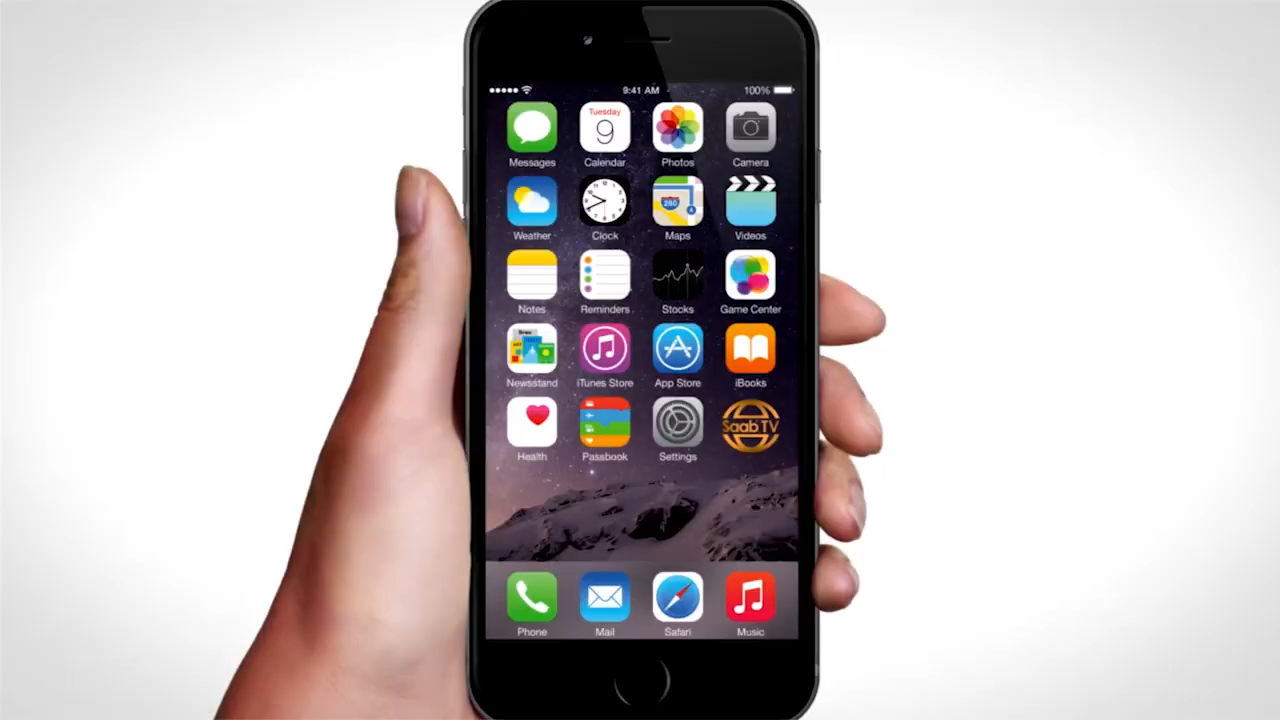 9:41 AM 100%
Tuesday
9
Messages Calendar Photos Camera
280
Weather Clock Maps Videos
Notes Reminders Stocks Game Center
Newsstand iTunes Store App Store iBooks
Saab TV
Health Passbook Settings
Phone Mail Safari Music